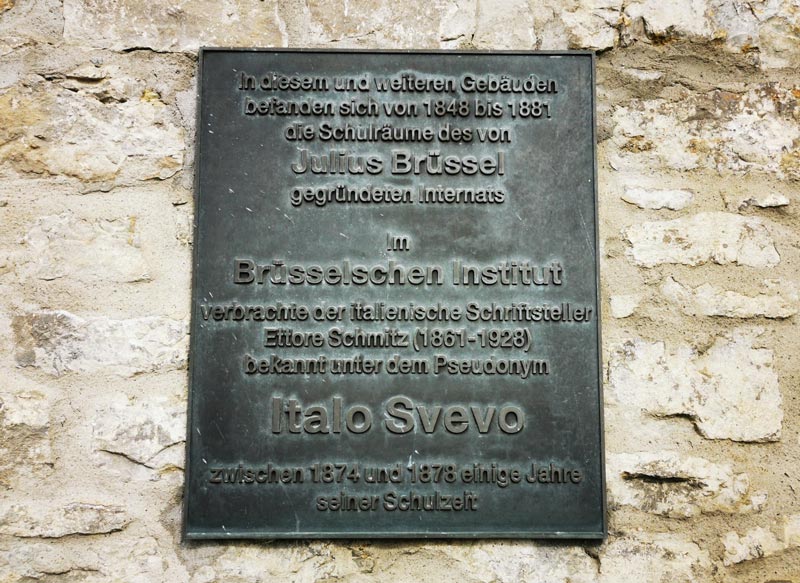 In diesem und weiteren Gebäuden
befanden sich von 1848 bis 1881
die Schulräume des von
Julius Brüssel
gegründeten Internats
Im
Brüsselschen Institut
verbrachte der italienische Schriftsteller
Ettore Schmitz (1861-1928)
bekannt unter dem Pseudonym
Italo Svevo
zwischen 1874 und 1878 einige Jahre
seiner Schulzeit